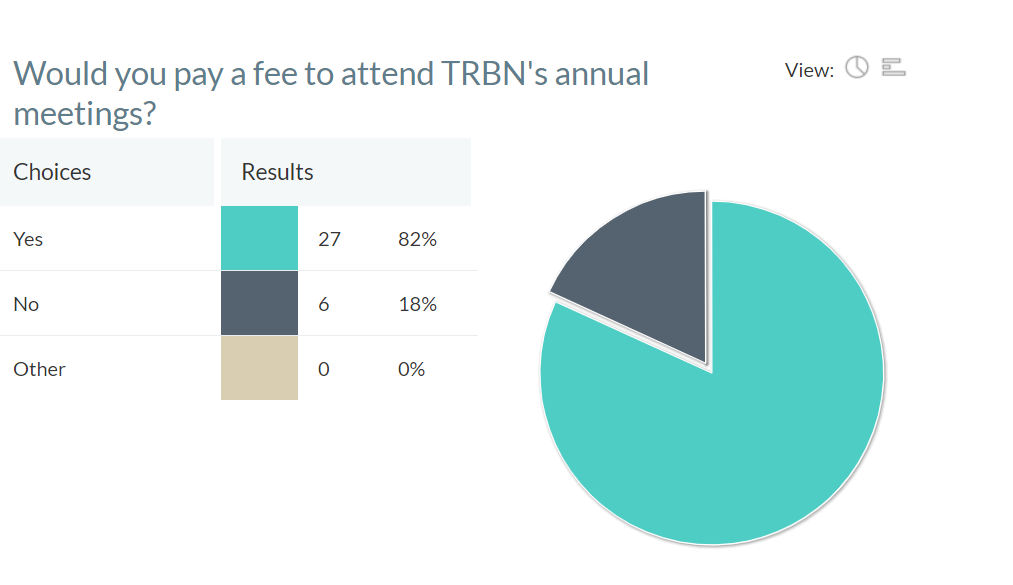 Would you pay a fee to attend TRBN's annual
meetings?
View:
Choices Results
Yes 27 82%
No 6 18%
Other 0 0%